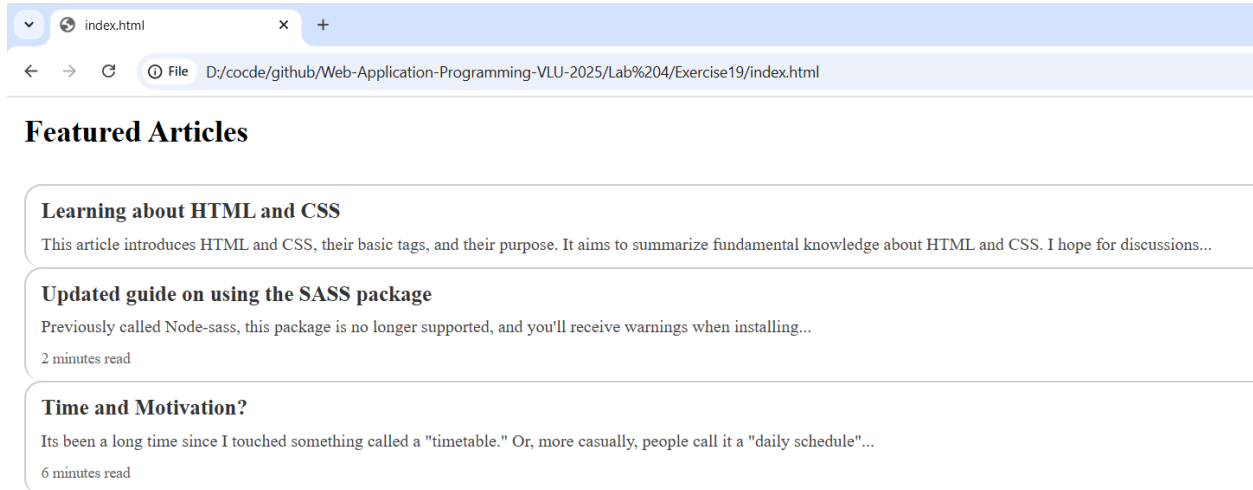 index.html
File D:/cocde/github/Web-Application-Programming-VLU-2025/Lab%204/Exercise19/index.html
Featured Articles
Learning about HTML and CSS
This article introduces HTML and CSS, their basic tags, and their purpose. It aims to summarize fundamental knowledge about HTML and CSS. I hope for discussions...
Updated guide on using the SASS package
Previously called Node-sass, this package is no longer supported, and you'll receive warnings when installing...
2 minutes read
Time and Motivation?
Its been a long time since I touched something called a "timetable." Or, more casually, people call it a "daily schedule"...
6 minutes read